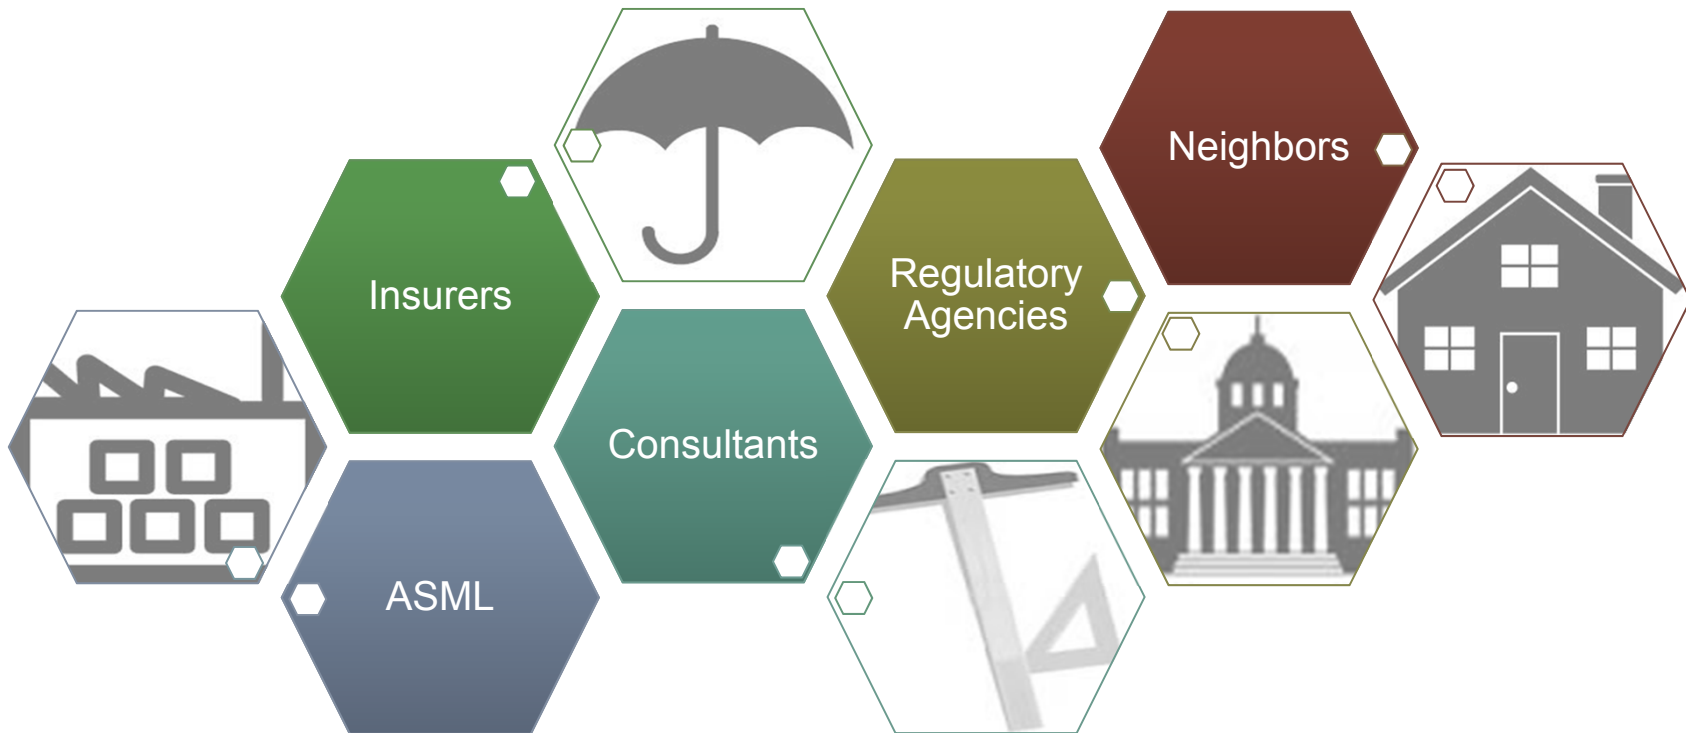 Neighbors
Insurers
Regulatory
Agencies
Consultants
ASML